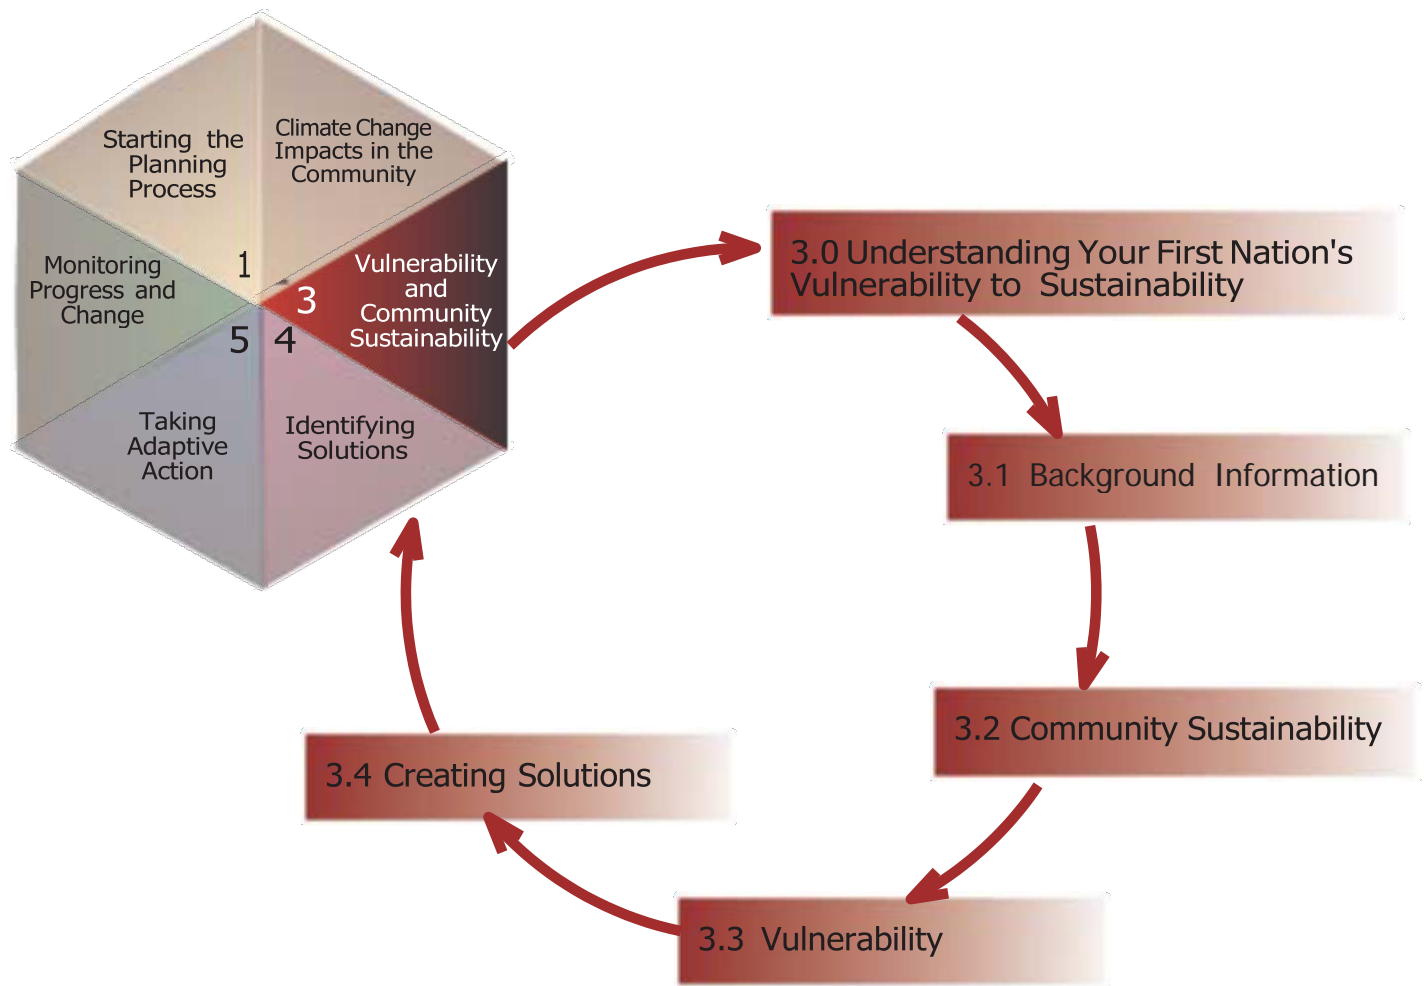 Starting the
Planning
Process
1
Climate Change
Impacts in the
Community
Vulnerability
and
Community
Sustainability
3
Monitoring
Progress and
Change
5
4
Taking
Adaptive
Action
Identifying
Solutions
3.0 Understanding Your First Nation's
Vulnerability to Sustainability
3.1 Background Information
3.2 Community Sustainability
3.3 Vulnerability
3.4 Creating Solutions